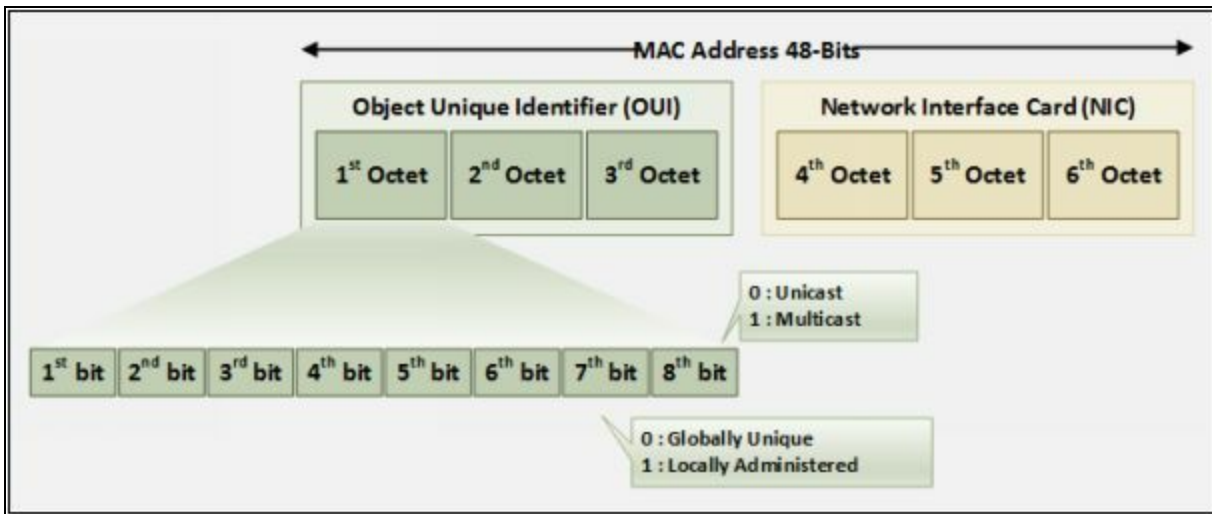 MAC Address 48-Bits
Object Unique Identifier (OUI)
Network Interface Card (NIC)
1st Octet
2nd Octet
3rd Octet
4th Octet
5th Octet
6th Octet
0 : Unicast
1 : Multicast
1st bit
2nd bit
3rd bit
4th bit
5th bit
6th bit
7th bit
8th bit
0 : Globally Unique
1 : Locally Administered